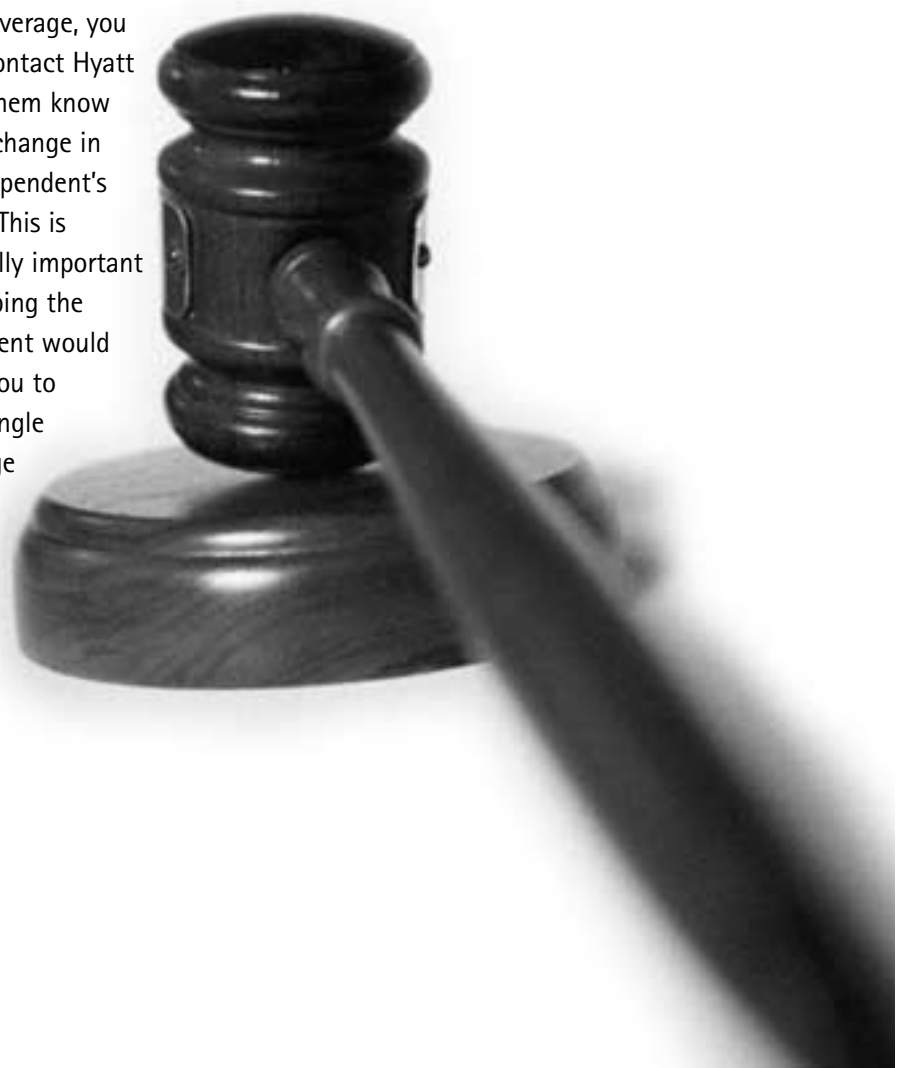 verage, you
ontact Hyatt
hem know
change in
pendent's
This is
lly important
ping the
ent would
ou to
ngle
ge